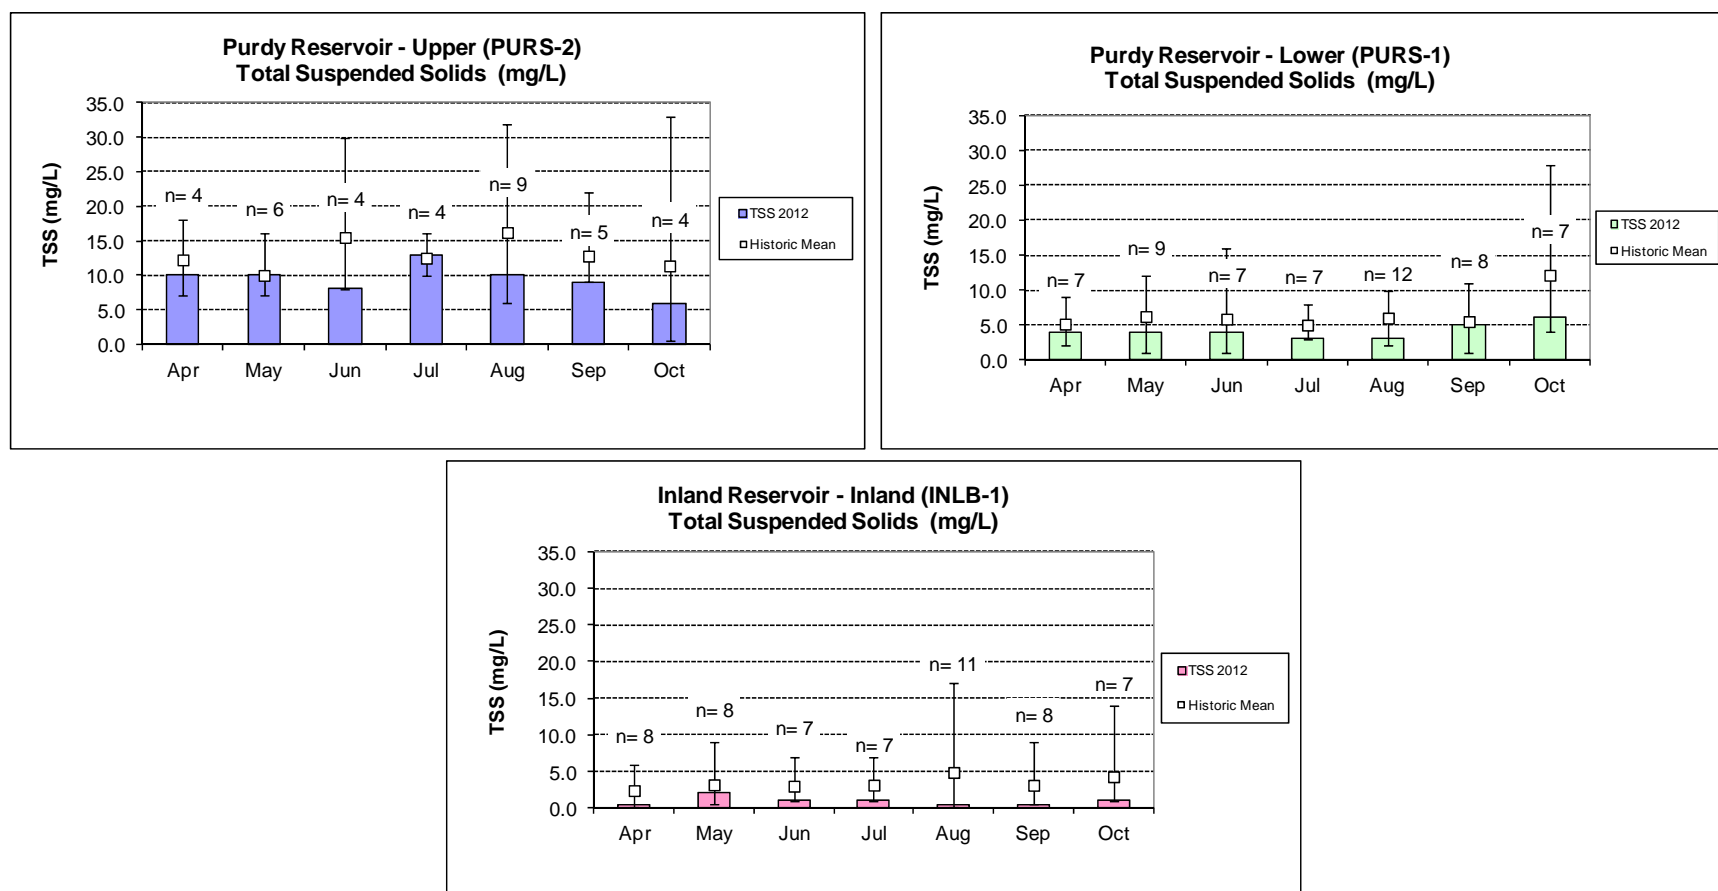 Purdy Reservoir - Upper (PURS-2)
Total Suspended Solids (mg/L)
TSS (mg/L)
35.0
30.0
25.0
20.0
15.0
10.0
5.0
0.0
n= 4
n= 6
n= 4
n= 4
n= 9
n= 5
n= 4
Apr May Jun Jul Aug Sep Oct
TSS 2012
Historic Mean
Purdy Reservoir - Lower (PURS-1)
Total Suspended Solids (mg/L)
TSS (mg/L)
35.0
30.0
25.0
20.0
15.0
10.0
5.0
0.0
n= 7
n= 9
n= 7
n= 7
n= 12
n= 8
n= 7
Apr May Jun Jul Aug Sep Oct
TSS 2012
Historic Mean
Inland Reservoir - Inland (INLB-1)
Total Suspended Solids (mg/L)
TSS (mg/L)
35.0
30.0
25.0
20.0
15.0
10.0
5.0
0.0
n= 8
n= 8
n= 7
n= 7
n= 11
n= 8
n= 7
Apr May Jun Jul Aug Sep Oct
TSS 2012
Historic Mean